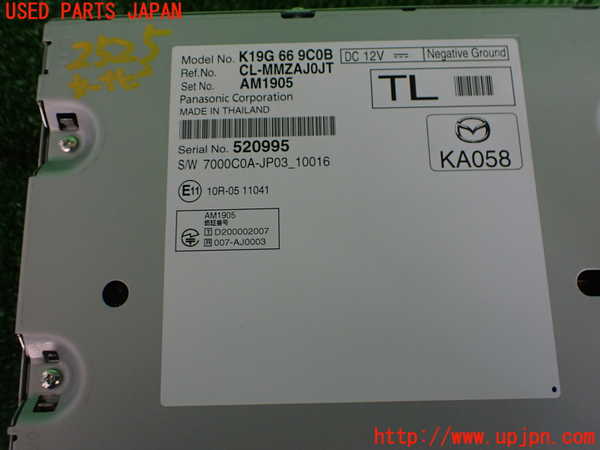 USED PARTS JAPAN
2525
Model No. K19G 66 9C0B
DC 12V
Negative Ground
Ref.No. CL-MMZAJ0JT
Set No. AM1905
Panasonic Corporation
MADE IN THAILAND
TL
Serial No. 520995
S/W 7000C0A-JP03_10016
KA058
E11 10R-05 11041
AM1905
認証番号
T D200002007
R 007-AJ0003
http://www.upjpn.com